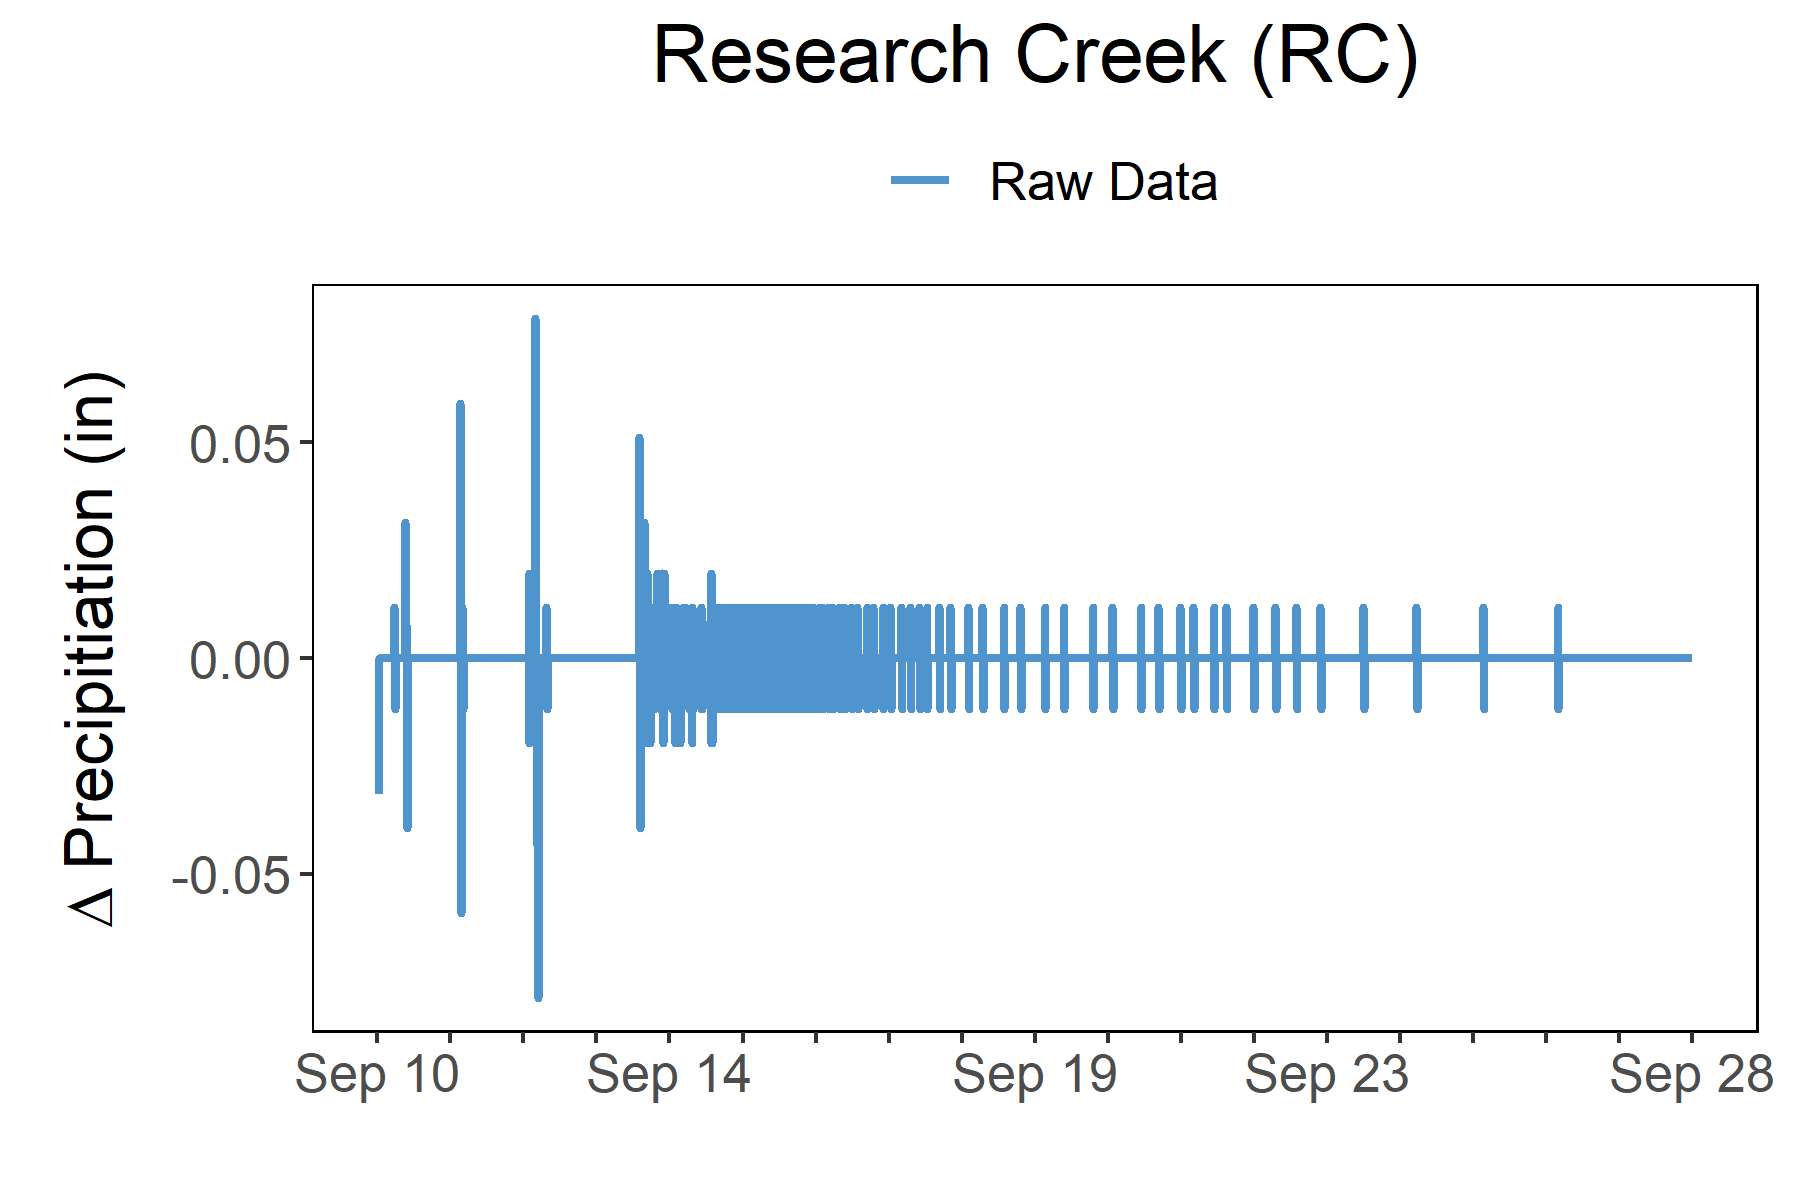 Research Creek (RC)
Raw Data
Δ Precipitiation (in)
0.05
0.00
-0.05
Sep 10 Sep 14 Sep 19 Sep 23 Sep 28